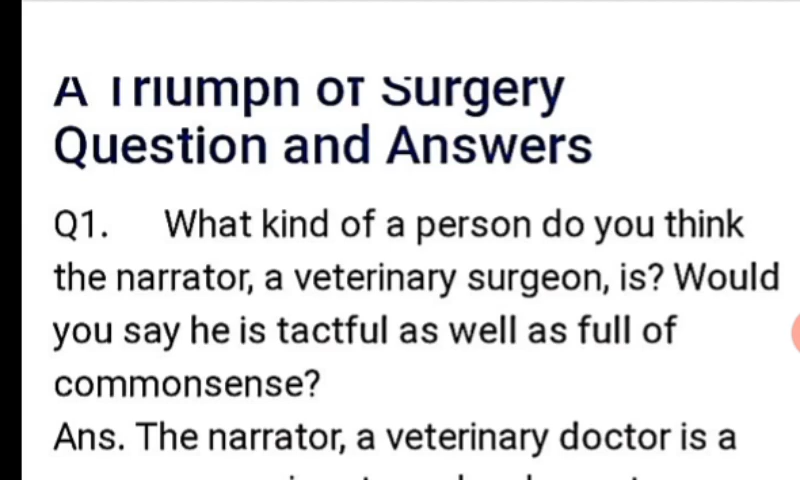 A Triumph of Surgery
Question and Answers
Q1. What kind of a person do you think
the narrator, a veterinary surgeon, is? Would
you say he is tactful as well as full of
commonsense?
Ans. The narrator, a veterinary doctor is a